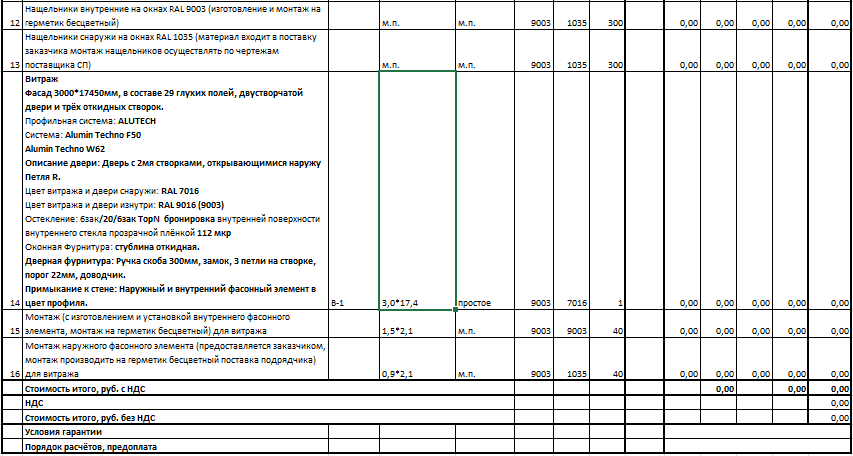 Нащельники внутренние на окнах RAL 9003 (изготовление и монтаж на
12 герметик бесцветный) м.п. м.п. 9003 1035 300 0,00 0,00 0,00 0,00 0,00
Нащельники снаружи на окнах RAL 1035 (материал входит в поставку
заказчика монтаж нащельников осуществлять по чертежам
13 поставщика СП) м.п. м.п. 9003 1035 300 0,00 0,00 0,00 0,00 0,00
Витраж
Фасад 3000*17450мм, в составе 29 глухих полей, двустворчатой
двери и трёх откидных створок.
Профильная система: ALUTECH
Система: Alumin Techno F50
Alumin Techno W62
Описание двери: Дверь с 2мя створками, открывающимися наружу
Петля R.
Цвет витража и двери снаружи: RAL 7016
Цвет витража и двери изнутри: RAL 9016 (9003)
Остекление: 6зак/20/6зак TopN бронировка внутренней поверхности
внутреннего стекла прозрачной плёнкой 112 мкр
Оконная Фурнитура: стублина откидная.
Дверная фурнитура: Ручка скоба 300мм, замок, 3 петли на створке,
порог 22мм, доводчик.
Примыкание к стене: Наружный и внутренний фасонный элемент в
14 цвет профиля. В-1 3,0*17,4 простое 9003 7016 1 0,00 0,00 0,00 0,00 0,00
Монтаж (с изготовлением и установкой внутреннего фасонного
15 элемента, монтаж на герметик бесцветный) для витража 1,5*2,1 м.п. 9003 9003 40 0,00 0,00 0,00 0,00 0,00
Монтаж наружного фасонного элемента (предоставляется заказчиком,
монтаж производить на герметик бесцветный поставка подрядчика)
16 для витража 0,9*2,1 м.п. 9003 1035 40 0,00 0,00 0,00 0,00 0,00
Стоимость итого, руб. с НДС 0,00 0,00 0,00
НДС 0,00
Стоимость итого, руб. без НДС 0,00
Условия гарантии
Порядок расчётов, предоплата